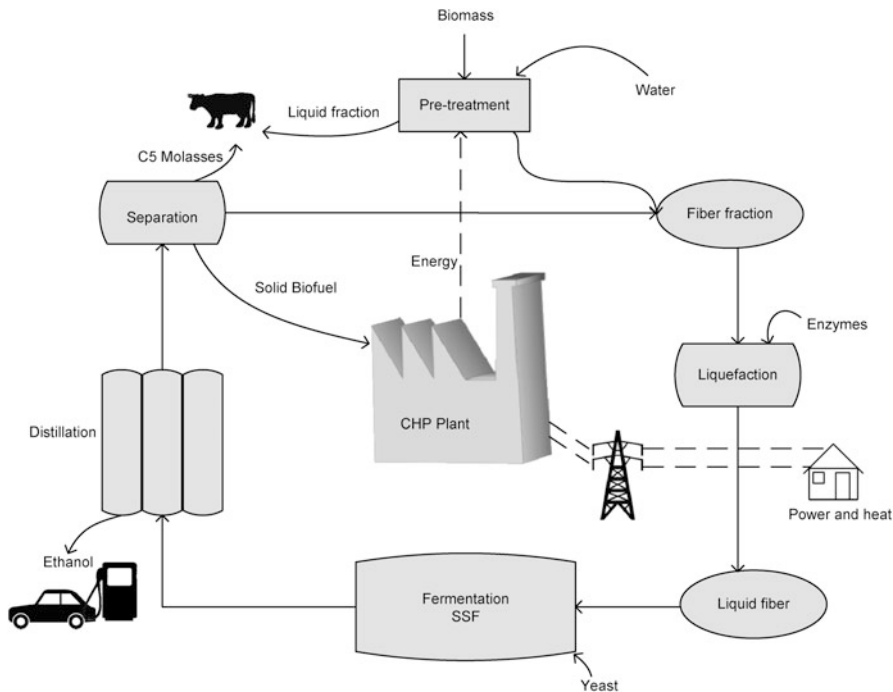 Biomass
Water
Pre-treatment
Liquid fraction
C5 Molasses
Separation
Fiber fraction
Energy
Solid Biofuel
Enzymes
Liquefaction
CHP Plant
Distillation
Power and heat
Ethanol
Fermentation
SSF
Liquid fiber
Yeast